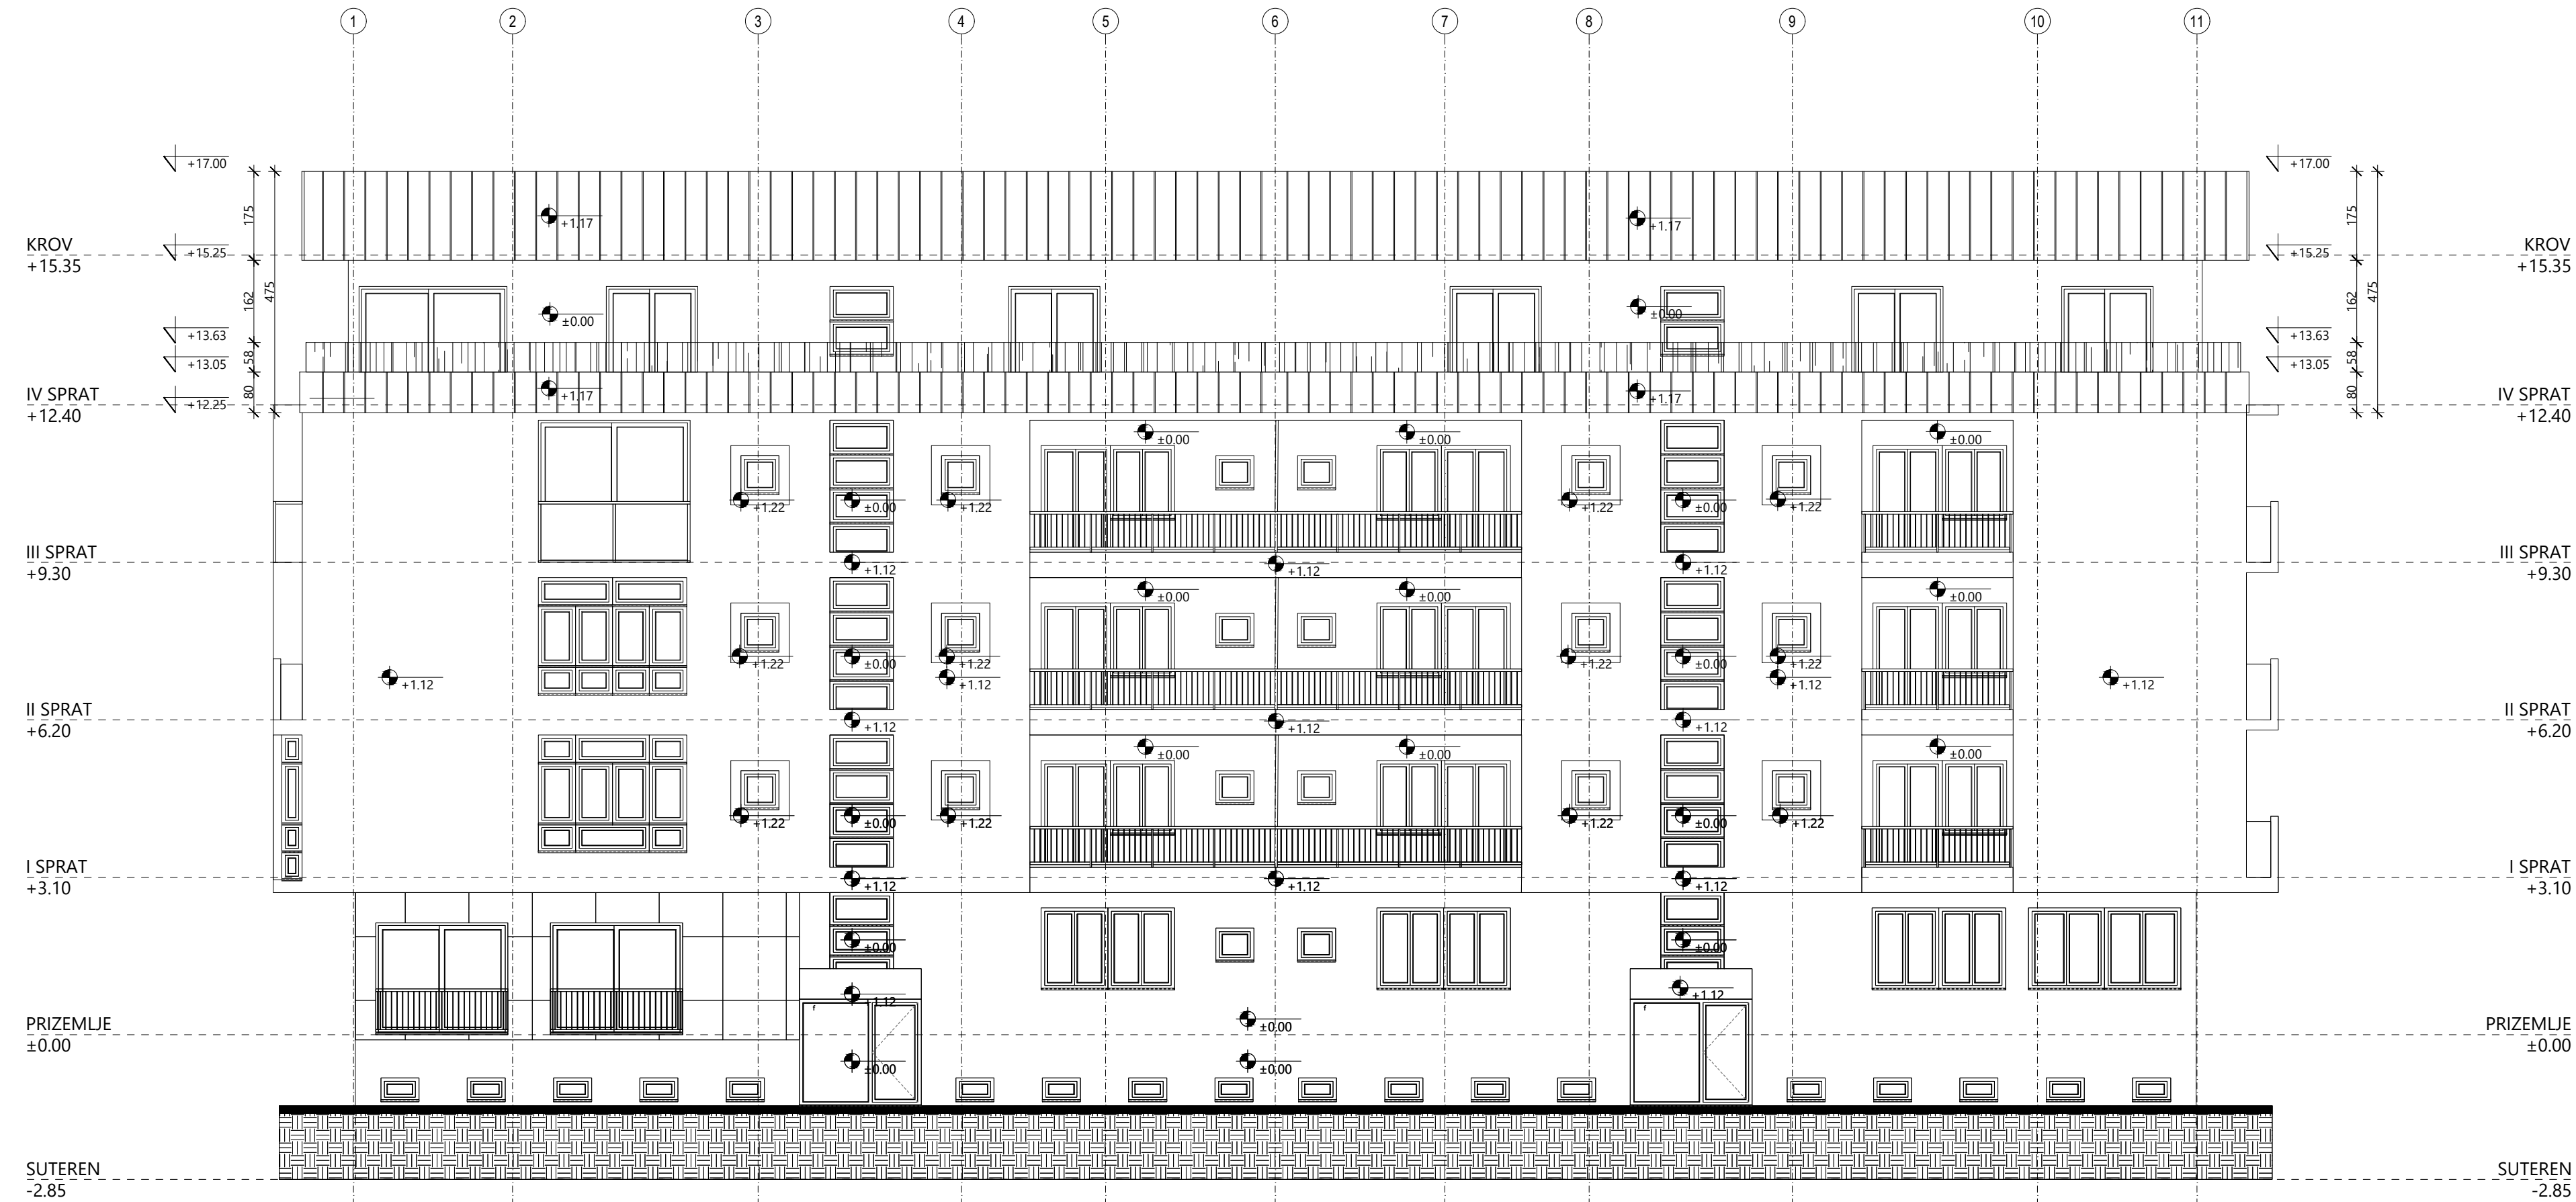 1 2 3 4 5 6 7 8 9 10 11
+17.00 +17.00
175 175
+1.17 +1.17
KROV +15.25 +15.25 KROV
+15.35 +15.35
162 475 162 475
±0.00 ±0.00
+13.63 +13.63
58 58
+13.05 +13.05
80 80
+1.17 +1.17
IV SPRAT +12.25 IV SPRAT
+12.40 +12.40
±0.00 ±0.00 ±0.00
+1.22 ±0.00 +1.22 +1.22 ±0.00 +1.22
III SPRAT III SPRAT
+9.30 +9.30
+1.12 +1.12 +1.12
±0.00 ±0.00 ±0.00
+1.22 ±0.00 +1.22 +1.22 ±0.00 +1.22
+1.12 +1.12 +1.12 +1.12
II SPRAT II SPRAT
+6.20 +6.20
+1.12 +1.12 +1.12
±0.00 ±0.00 ±0.00
+1.22 ±0.00 +1.22 +1.22 ±0.00 +1.22
I SPRAT I SPRAT
+3.10 +3.10
+1.12 +1.12 +1.12
±0.00 ±0.00
+1.12 +1.12
f f
PRIZEMLJE ±0.00 PRIZEMLJE
±0.00 ±0.00
±0.00 ±0.00
SUTEREN SUTEREN
-2.85 -2.85